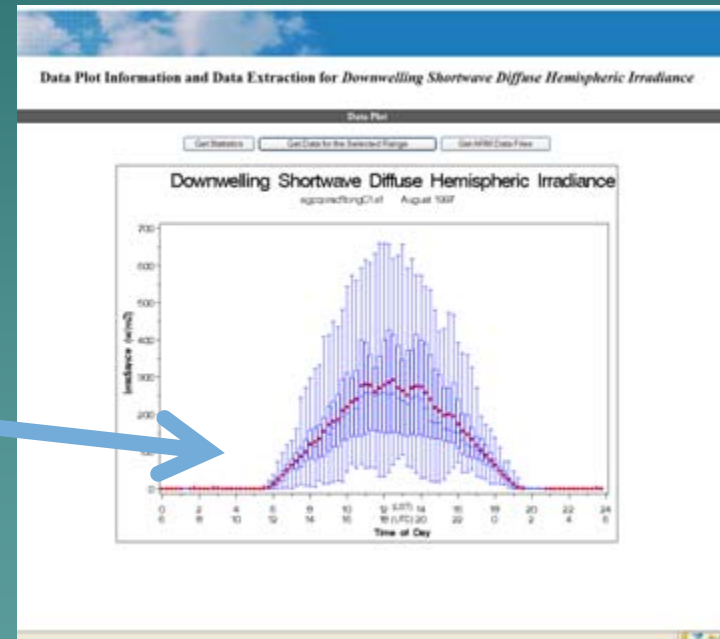 Data Plot Information and Data Extraction for Downwelling Shortwave Diffuse Hemispheric Irradiance
Data Plot
Get Statistics Get Data for the Selected Range Get ARM Data Files
Downwelling Shortwave Diffuse Hemispheric Irradiance
August 1997
700
600
500
400
300
200
0
Irradiance (w/m2)
0 2 4 6 8 10 12 (LST) 14 16 18 20 22 24
6 8 10 12 14 16 18 (UTC) 20 22 0 2 4 6
Time of Day